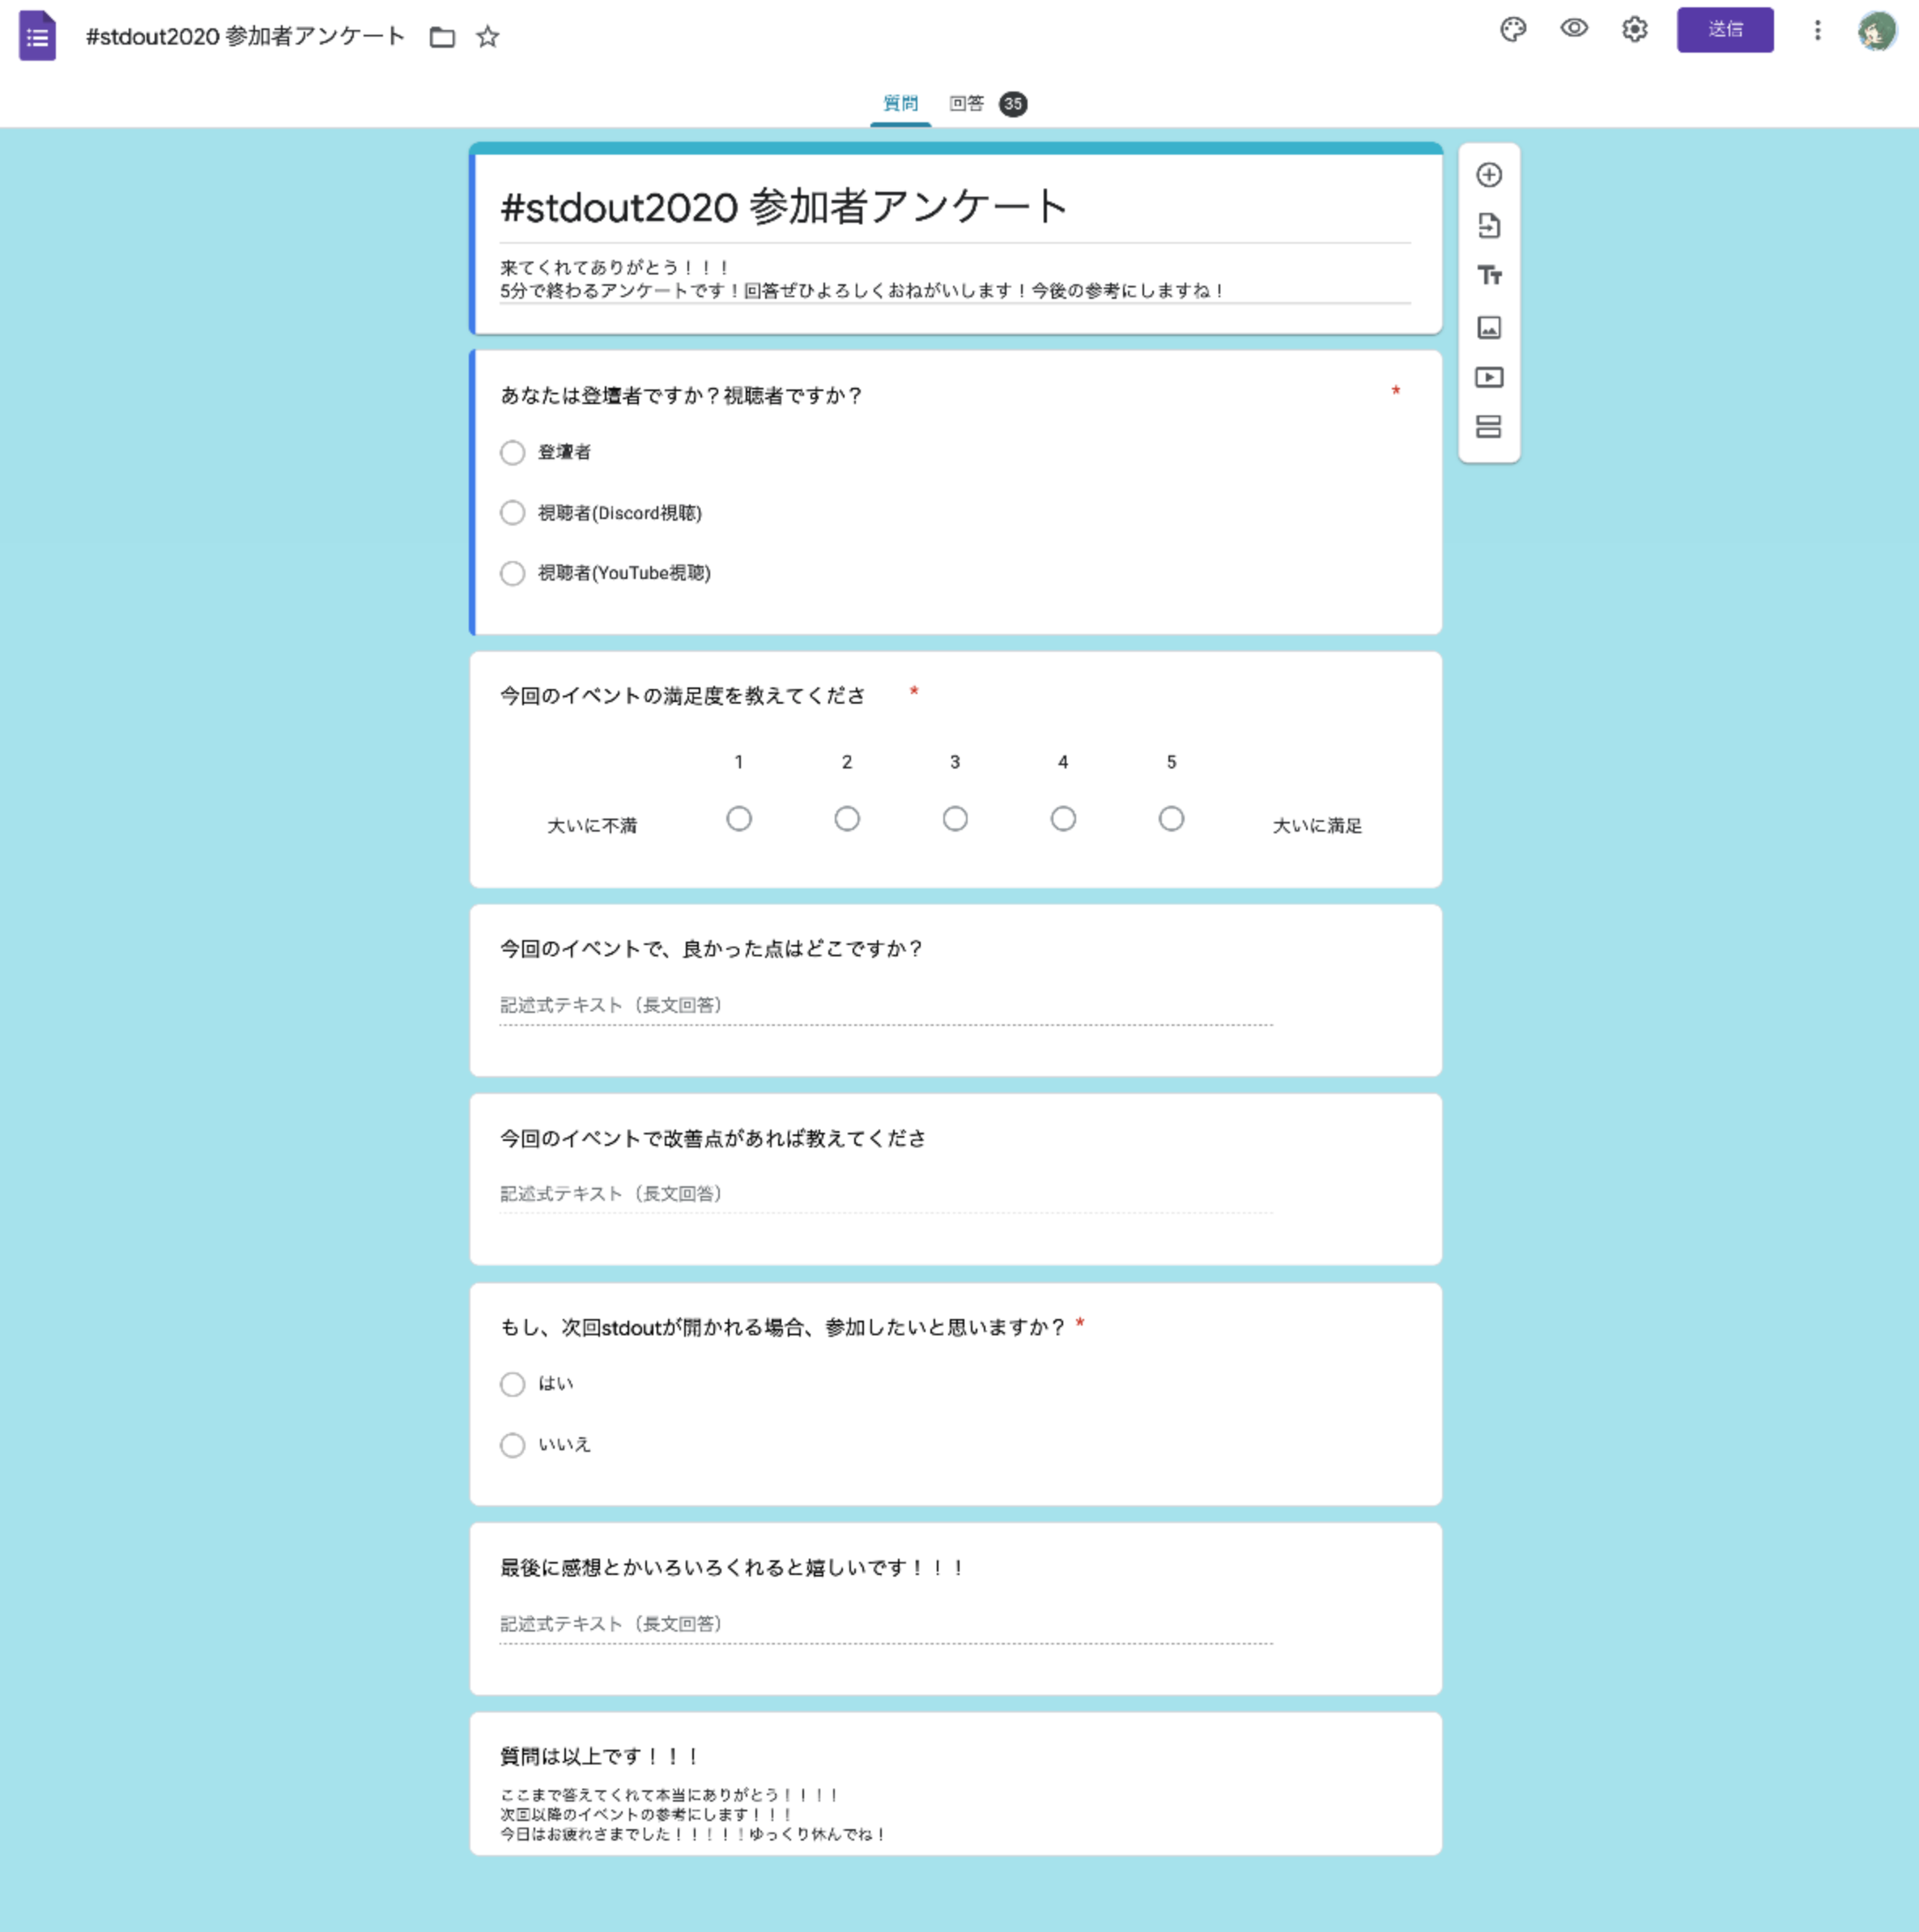 #stdout2020 参加者アンケート
送信
質問 回答 35
#stdout2020 参加者アンケート
来てくれてありがとう！！！
5分で終わるアンケートです！回答ぜひよろしくおねがいします！今後の参考にしますね！
あなたは登壇者ですか？視聴者ですか？ *
登壇者
視聴者(Discord視聴)
視聴者(YouTube視聴)
今回のイベントの満足度を教えてくださ *
1 2 3 4 5
大いに不満 大いに満足
今回のイベントで、良かった点はどこですか？
記述式テキスト（長文回答）
今回のイベントで改善点があれば教えてくださ
記述式テキスト（長文回答）
もし、次回stdoutが開かれる場合、参加したいと思いますか？ *
はい
いいえ
最後に感想とかいろいろくれると嬉しいです！！！
記述式テキスト（長文回答）
質問は以上です！！！
ここまで答えてくれて本当にありがとう！！！！
次回以降のイベントの参考にします！！！
今日はお疲れさまでした！！！！！ゆっくり休んでね！
Tт